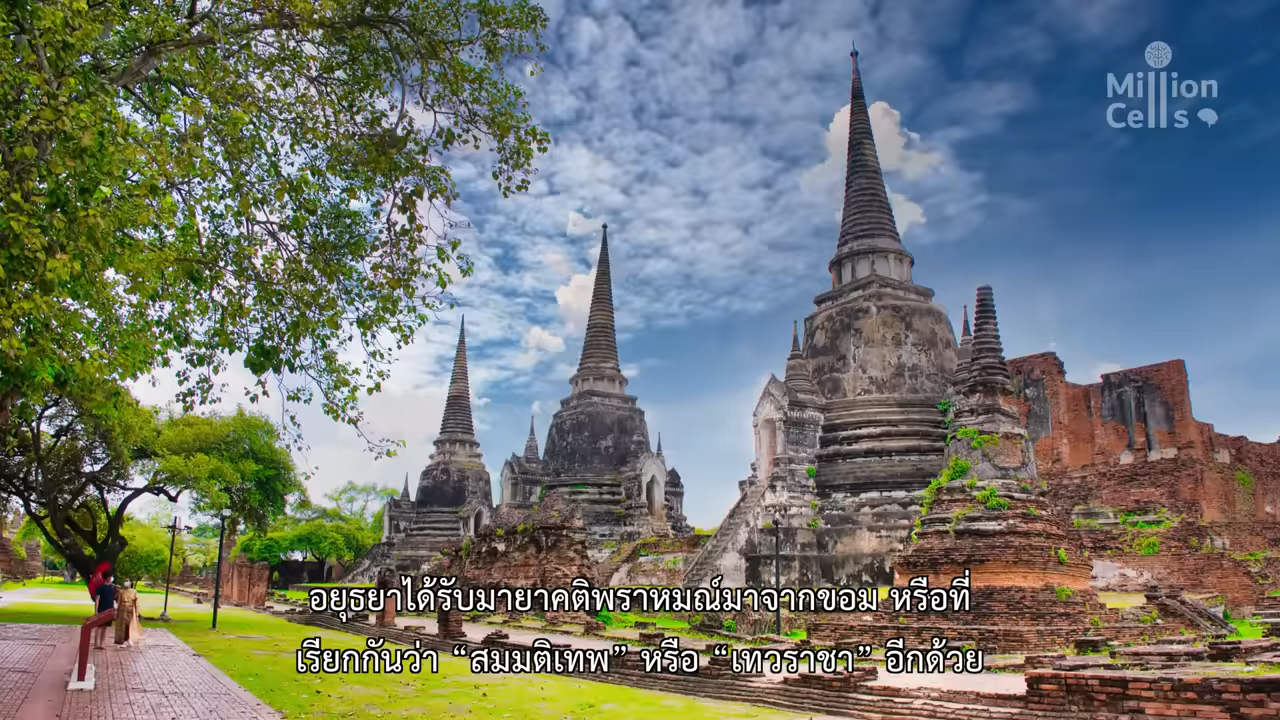 Million
Cells
อยุธยาได้รับมายาคติพราหมณ์มาจากขอม หรือที่
เรียกกันว่า “สมมติเทพ” หรือ “เทวราชา” อีกด้วย